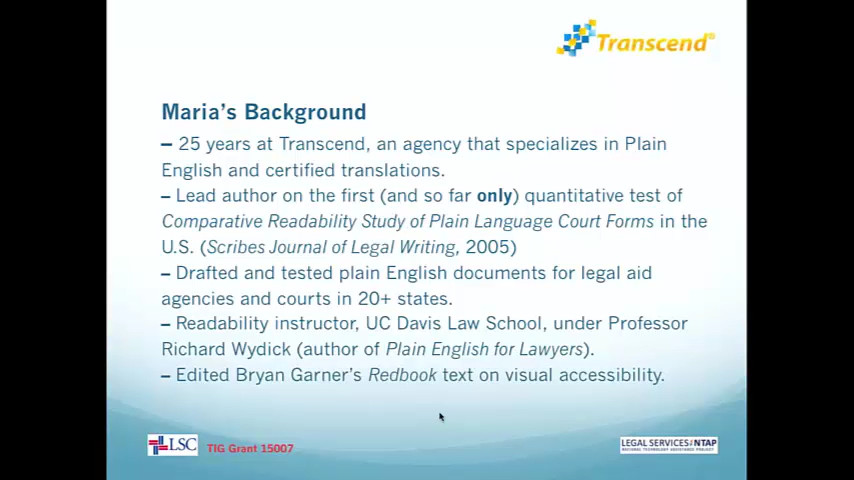 Transcend®
Maria's Background
– 25 years at Transcend, an agency that specializes in Plain
English and certified translations.
– Lead author on the first (and so far only) quantitative test of
Comparative Readability Study of Plain Language Court Forms in the
U.S. (Scribes Journal of Legal Writing, 2005)
– Drafted and tested plain English documents for legal aid
agencies and courts in 20+ states.
– Readability instructor, UC Davis Law School, under Professor
Richard Wydick (author of Plain English for Lawyers).
– Edited Bryan Garner's Redbook text on visual accessibility.
LSC TIG Grant 15007
LEGAL SERVICES NTAP
NATIONAL TECHNOLOGY ASSISTANCE PROJECT